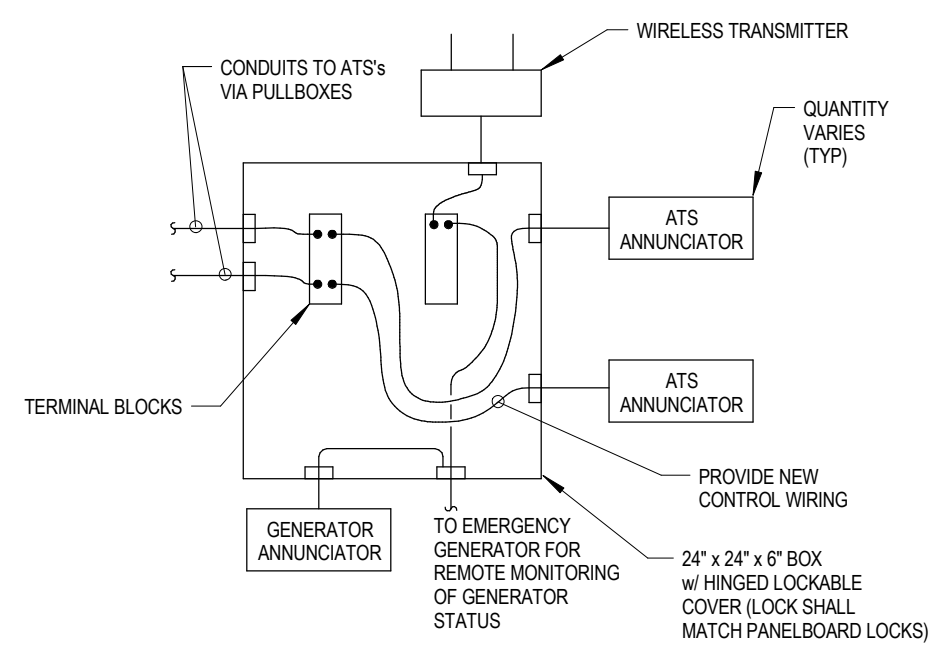 WIRELESS TRANSMITTER
CONDUITS TO ATS's
VIA PULLBOXES
QUANTITY
VARIES
(TYP)
ATS
ANNUNCIATOR
ATS
ANNUNCIATOR
TERMINAL BLOCKS
PROVIDE NEW
CONTROL WIRING
GENERATOR
ANNUNCIATOR
TO EMERGENCY
GENERATOR FOR
REMOTE MONITORING
OF GENERATOR
STATUS
24" x 24" x 6" BOX
w/ HINGED LOCKABLE
COVER (LOCK SHALL
MATCH PANELBOARD LOCKS)